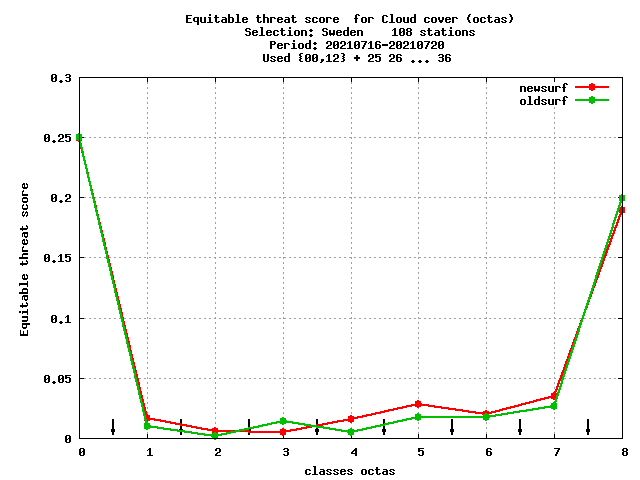 Equitable threat score  for Cloud cover (octas)
Selection: Sweden    108 stations
Period: 20210716-20210720
Used {00,12} + 25 26 ... 36
newsurf
oldsurf
0.3
0.25
0.2
0.15
0.1
0.05
0
Equitable threat score
0 1 2 3 4 5 6 7 8
classes octas